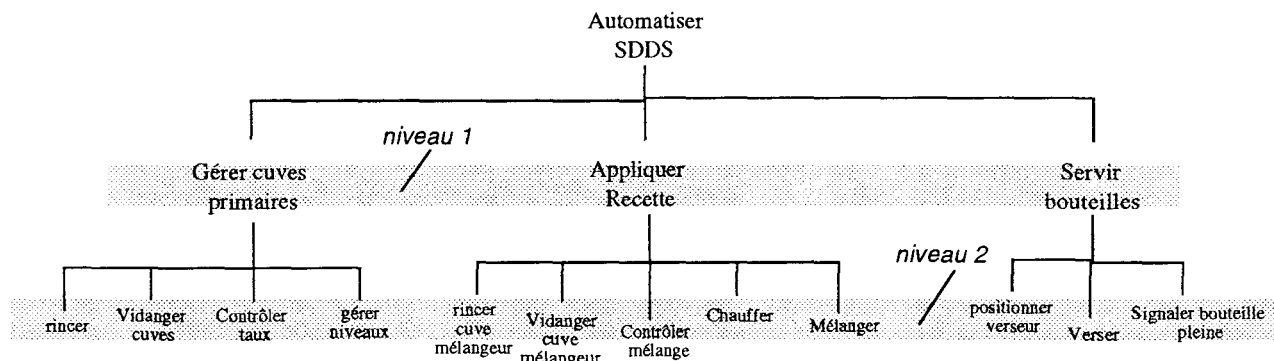 Automatiser
SDDS
niveau 1
Gérer cuves
primaires
Appliquer
Recette
Servir
bouteilles
niveau 2
rincer
Vidanger
cuves
Contrôler
taux
gérer
niveaux
rincer
cuve
mélangeur
Vidanger
cuve
mélangeur
Contrôler
mélange
Chauffer
Mélanger
positionner
verseur
Verser
Signaler bouteille
pleine